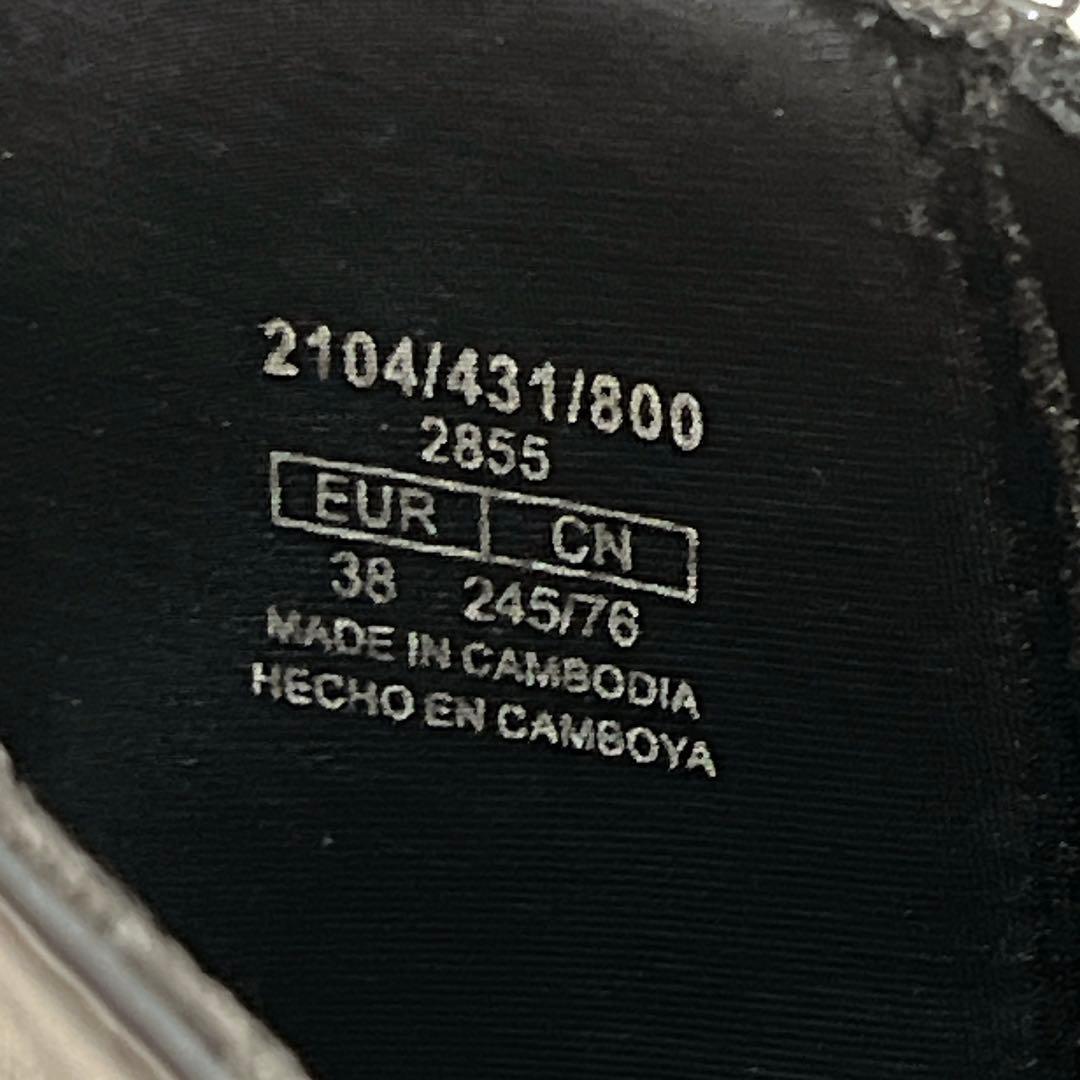 2104/431/800
2855
EUR CN
38 245/76
MADE IN CAMBODIA
HECHO EN CAMBOYA